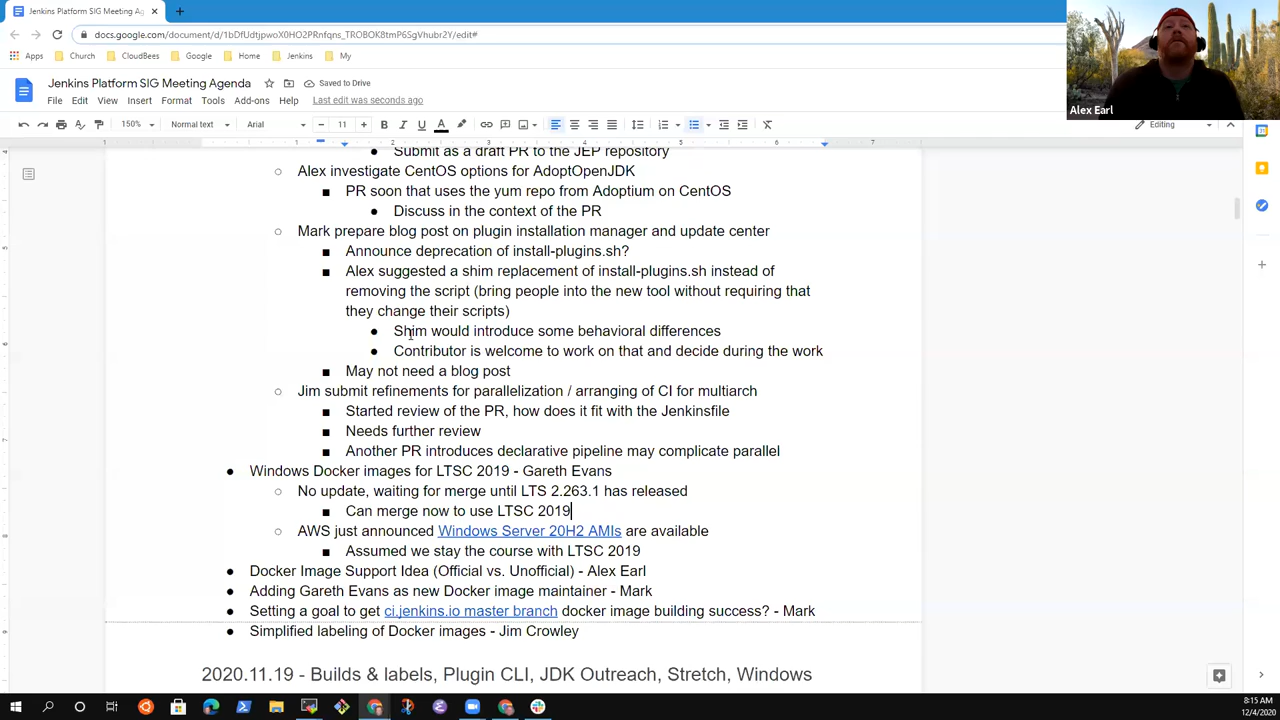 Jenkins Platform SIG Meeting Ag
docs.google.com/document/d/1bDfUdtjpwoX0HO2PRnfqns_TROBOK8tmP6SgVhubr2Y/edit#
Apps Church CloudBees Google Home Jenkins My
Alex Earl
Jenkins Platform SIG Meeting Agenda Saved to Drive
File Edit View Insert Format Tools Add-ons Help Last edit was seconds ago
150% Normal text Arial 11 Editing
1 1 2 3 4 5 6 7
Submit as a draft PR to the JEP repository
Alex investigate CentOS options for AdoptOpenJDK
PR soon that uses the yum repo from Adoptium on CentOS
Discuss in the context of the PR
Mark prepare blog post on plugin installation manager and update center
Announce deprecation of install-plugins.sh?
Alex suggested a shim replacement of install-plugins.sh instead of
removing the script (bring people into the new tool without requiring that
they change their scripts)
Shim would introduce some behavioral differences
Contributor is welcome to work on that and decide during the work
May not need a blog post
Jim submit refinements for parallelization / arranging of CI for multiarch
Started review of the PR, how does it fit with the Jenkinsfile
Needs further review
Another PR introduces declarative pipeline may complicate parallel
Windows Docker images for LTSC 2019 - Gareth Evans
No update, waiting for merge until LTS 2.263.1 has released
Can merge now to use LTSC 2019
AWS just announced Windows Server 20H2 AMIs are available
Assumed we stay the course with LTSC 2019
Docker Image Support Idea (Official vs. Unofficial) - Alex Earl
Adding Gareth Evans as new Docker image maintainer - Mark
Setting a goal to get ci.jenkins.io master branch docker image building success? - Mark
Simplified labeling of Docker images - Jim Crowley
2020.11.19 - Builds & labels, Plugin CLI, JDK Outreach, Stretch, Windows
8:15 AM
12/4/2020